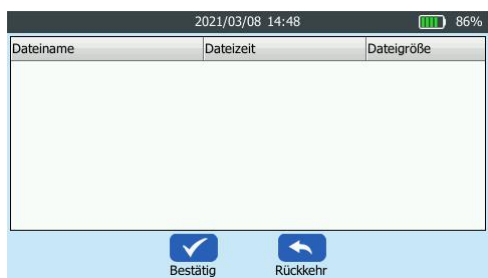 2021/03/08 14:48 86%
Dateiname Dateizeit Dateigröße
Bestätig Rückkehr